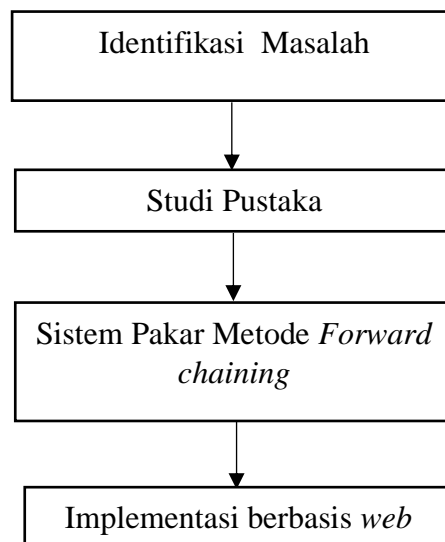 Identifikasi Masalah
Studi Pustaka
Sistem Pakar Metode Forward
chaining
Implementasi berbasis web